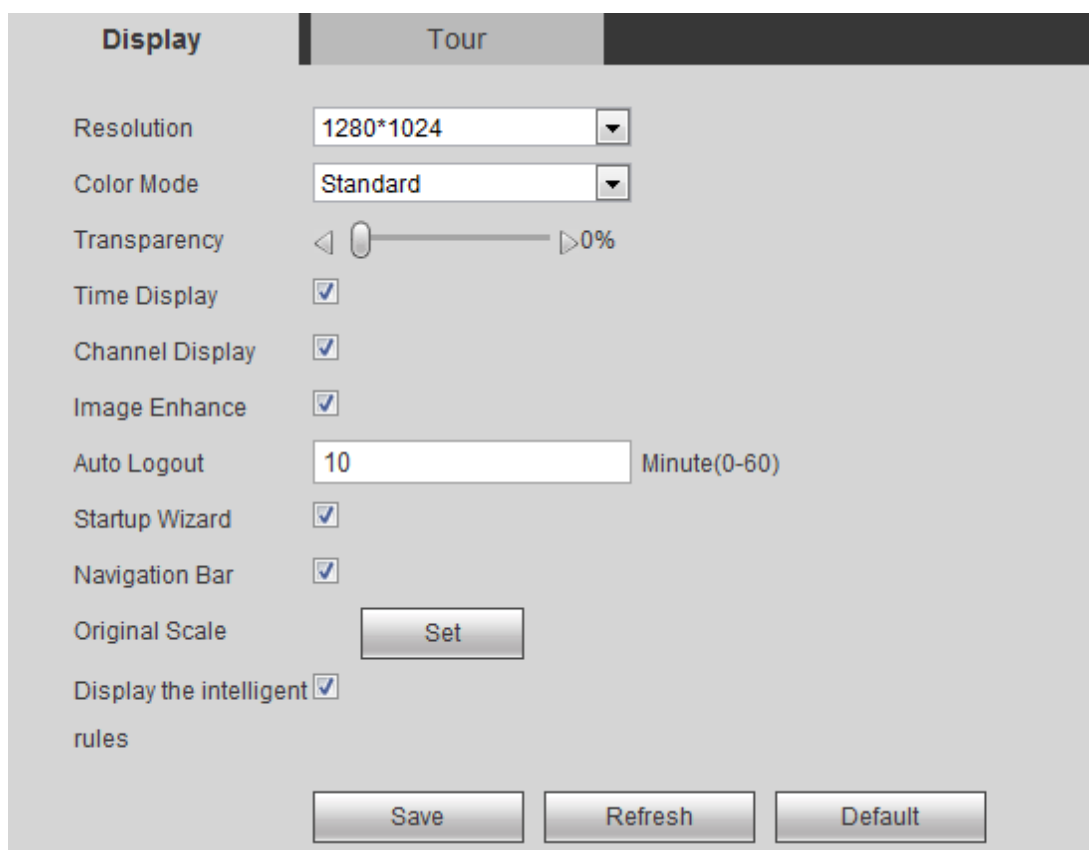 Display Tour
Resolution 1280*1024
Color Mode Standard
Transparency 0%
Time Display
Channel Display
Image Enhance
Auto Logout 10 Minute(0-60)
Startup Wizard
Navigation Bar
Original Scale Set
Display the intelligent
rules
Save Refresh Default